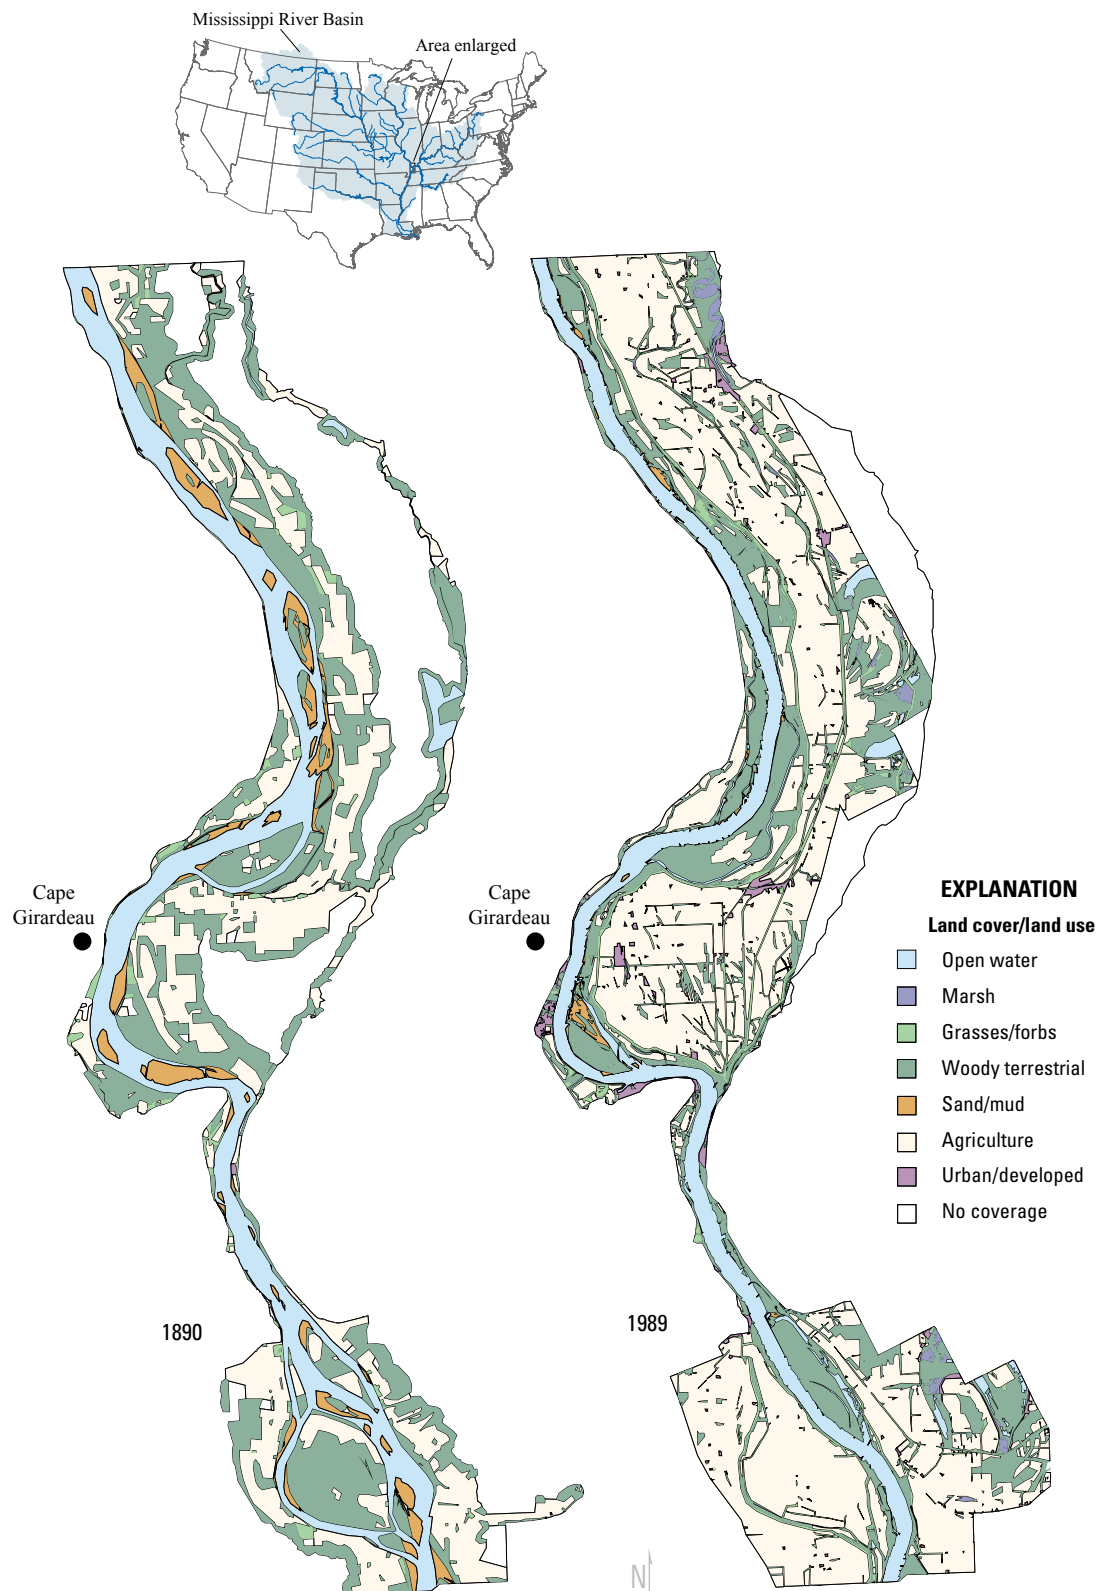 Mississippi River Basin
Area enlarged
Cape
Girardeau
Cape
Girardeau
EXPLANATION
Land cover/land use
Open water
Marsh
Grasses/forbs
Woody terrestrial
Sand/mud
Agriculture
Urban/developed
No coverage
1890
1989
N